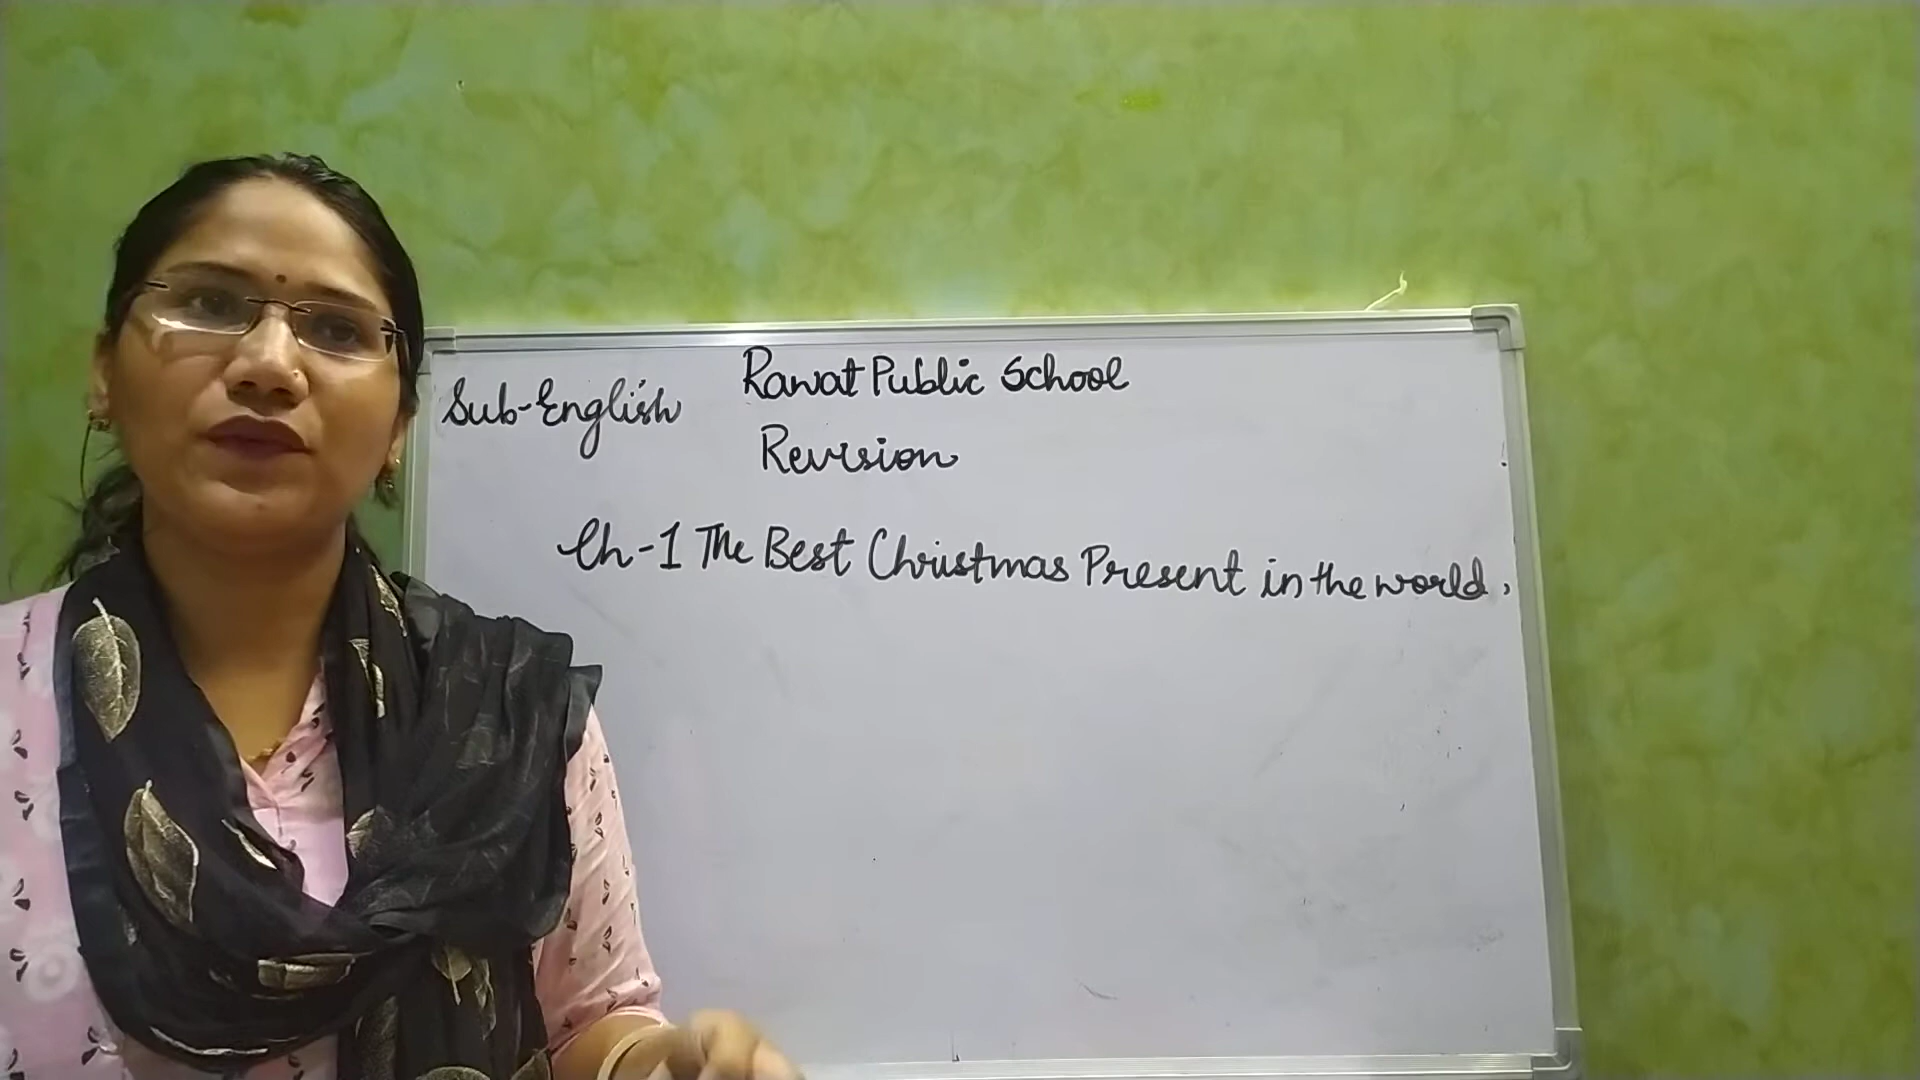 Rawat Public School
Sub-English
Revision
Ch-1 The Best Christmas Present in the world,